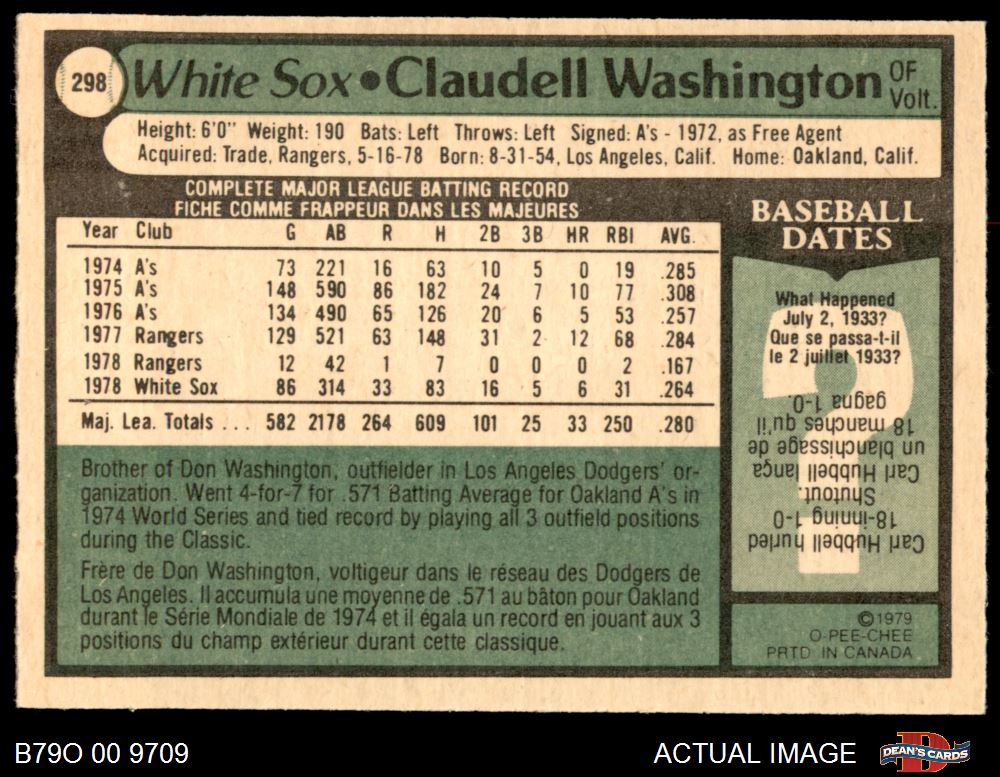 298 White Sox•Claudell Washington OF Volt.
Height: 6'0" Weight: 190 Bats: Left Throws: Left Signed: A's - 1972, as Free Agent
Acquired: Trade, Rangers, 5-16-78 Born: 8-31-54, Los Angeles, Calif. Home: Oakland, Calif.
COMPLETE MAJOR LEAGUE BATTING RECORD
FICHE COMME FRAPPEUR DANS LES MAJEURES
Year Club G AB R H 2B 3B HR RBI AVG.
1974 A's 73 221 16 63 10 5 0 19 .285
1975 A's 148 590 86 182 24 7 10 77 .308
1976 A's 134 490 65 126 20 6 5 53 .257
1977 Rangers 129 521 63 148 31 2 12 68 .284
1978 Rangers 12 42 1 7 0 0 0 2 .167
1978 White Sox 86 314 33 83 16 5 6 31 .264
Maj. Lea. Totals ... 582 2178 264 609 101 25 33 250 .280
Brother of Don Washington, outfielder in Los Angeles Dodgers' or-
ganization. Went 4-for-7 for .571 Batting Average for Oakland A's in
1974 World Series and tied record by playing all 3 outfield positions
during the Classic.
Frère de Don Washington, voltigeur dans le réseau des Dodgers de
Los Angeles. Il accumula une moyenne de .571 au bâton pour Oakland
durant le Série Mondiale de 1974 et il égala un record en jouant aux 3
positions du champ extérieur durant cette classique.
BASEBALL
DATES
What Happened
July 2, 1933?
Que se passa-t-il
le 2 juillet 1933?
Carl Hubbell hurled
18-inning 1-0
Shutout.
Carl Hubbell lança
un blanchissage de
18 manches qu'il
gagna 1-0.
©1979
O-PEE-CHEE
PRTD IN CANADA
B79O 00 9709
ACTUAL IMAGE
D
DEAN'S CARDS